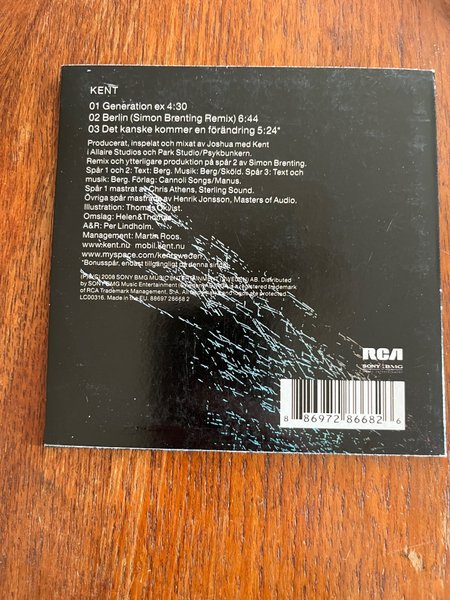 KENT
01 Generation ex 4:30
02 Berlin (Simon Brenting Remix) 6:44
03 Det kanske kommer en förändring 5:24*
Producerat, inspelat och mixat av Joshua med Kent
i Allaire Studios och Park Studio/Psykbunkern.
Remix och ytterligare produktion på spår 2 av Simon Brenting.
Spår 1 och 2: Text: Berg. Musik: Berg/Sköld. Spår 3: Text och
musik: Berg. Förlag: Cannoli Songs/Manus.
Spår 1 mastrat av Chris Athens, Sterling Sound.
Övriga spår mastrade av Henrik Jonsson, Masters of Audio.
Illustration: Thomas Ökvist.
Omslag: Helen&Thomas.
A&R: Per Lindholm.
Management: Martin Roos.
www.kent.nu mobil.kent.nu
www.myspace.com/kentsweden
*Bonusspår, endast tillgängligt på denna singel.
(P)&(C) 2008 SONY BMG MUSIC ENTERTAINMENT (SWEDEN) AB. Distributed
by SONY BMG Music Entertainment. is a registered trademark
of RCA Trademark Management, S.A. All
LC00316. Made in the EU. 88697 28668 2
RCA
SONY BMG
8 86972 86682 6